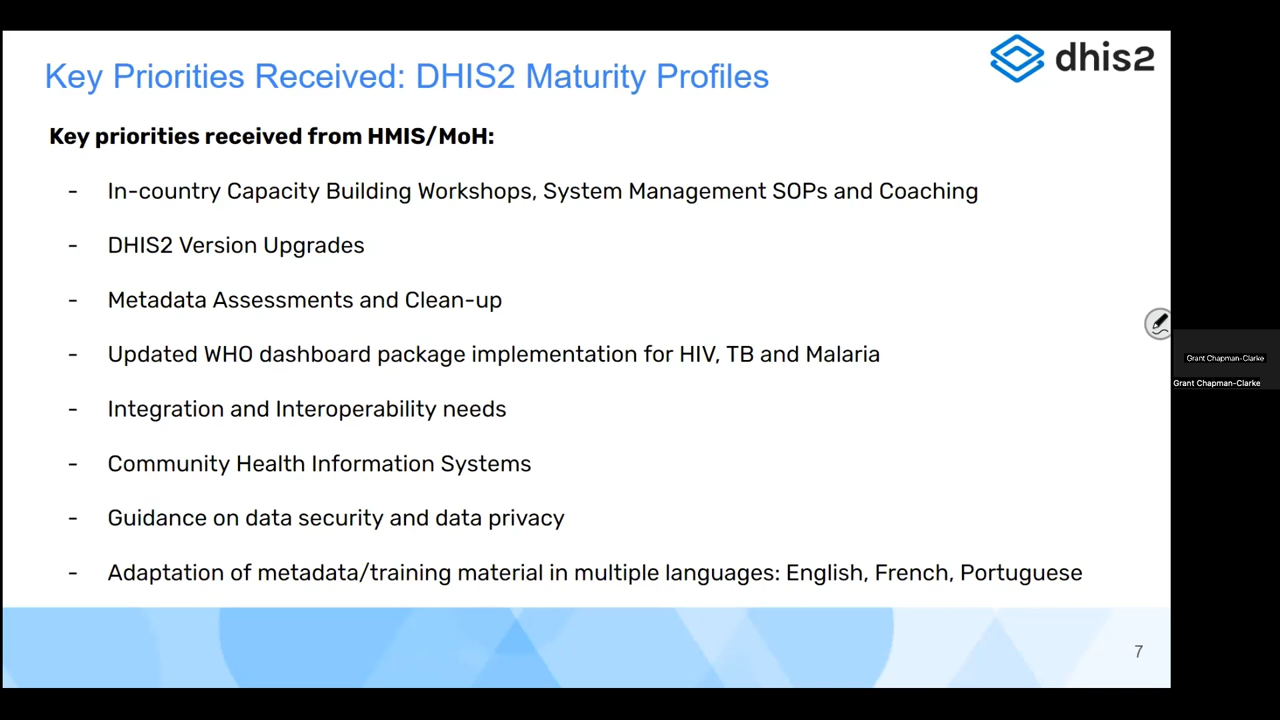 dhis2
Key Priorities Received: DHIS2 Maturity Profiles
Key priorities received from HMIS/MoH:
- In-country Capacity Building Workshops, System Management SOPs and Coaching
- DHIS2 Version Upgrades
- Metadata Assessments and Clean-up
- Updated WHO dashboard package implementation for HIV, TB and Malaria
- Integration and Interoperability needs
- Community Health Information Systems
- Guidance on data security and data privacy
- Adaptation of metadata/training material in multiple languages: English, French, Portuguese
7
Grant Chapman-Clarke
Grant Chapman-Clarke